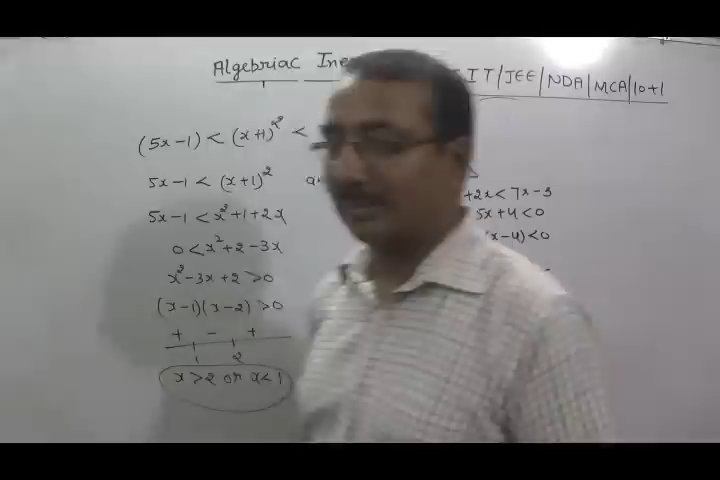 Algebriac Ine IIT/JEE/NDA/MCA/10+1
(5x-1) < (x+1)² <
5x-1 < (x+1)²
5x-1 < x²+1+2x
0 < x²+2-3x
x²-3x+2 >0
(x-1)(x-2) >0
+ - +
1 2
x>2 or x<1
+2x < 7x-3
5x+4 <0
(x-4) <0